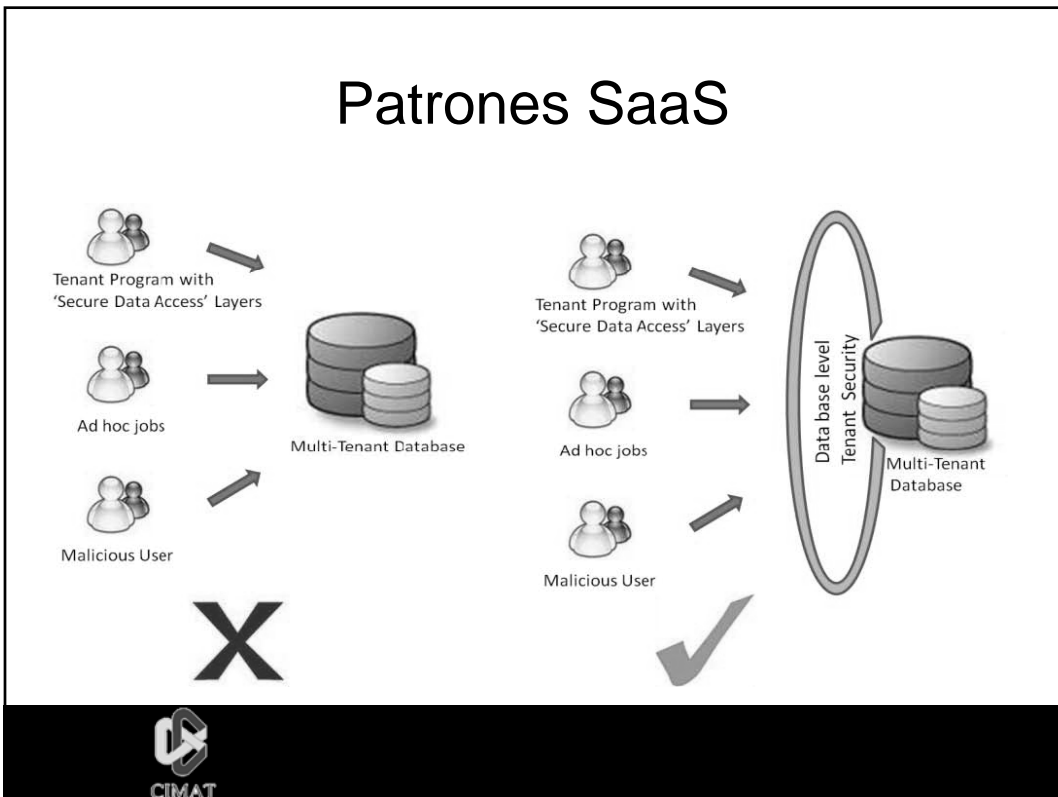 Patrones SaaS
Tenant Program with
‘Secure Data Access’ Layers
Ad hoc jobs
Malicious User
Multi-Tenant Database
X
Tenant Program with
‘Secure Data Access’ Layers
Ad hoc jobs
Malicious User
Data base level
Tenant Security
Multi-Tenant
Database
CIMAT